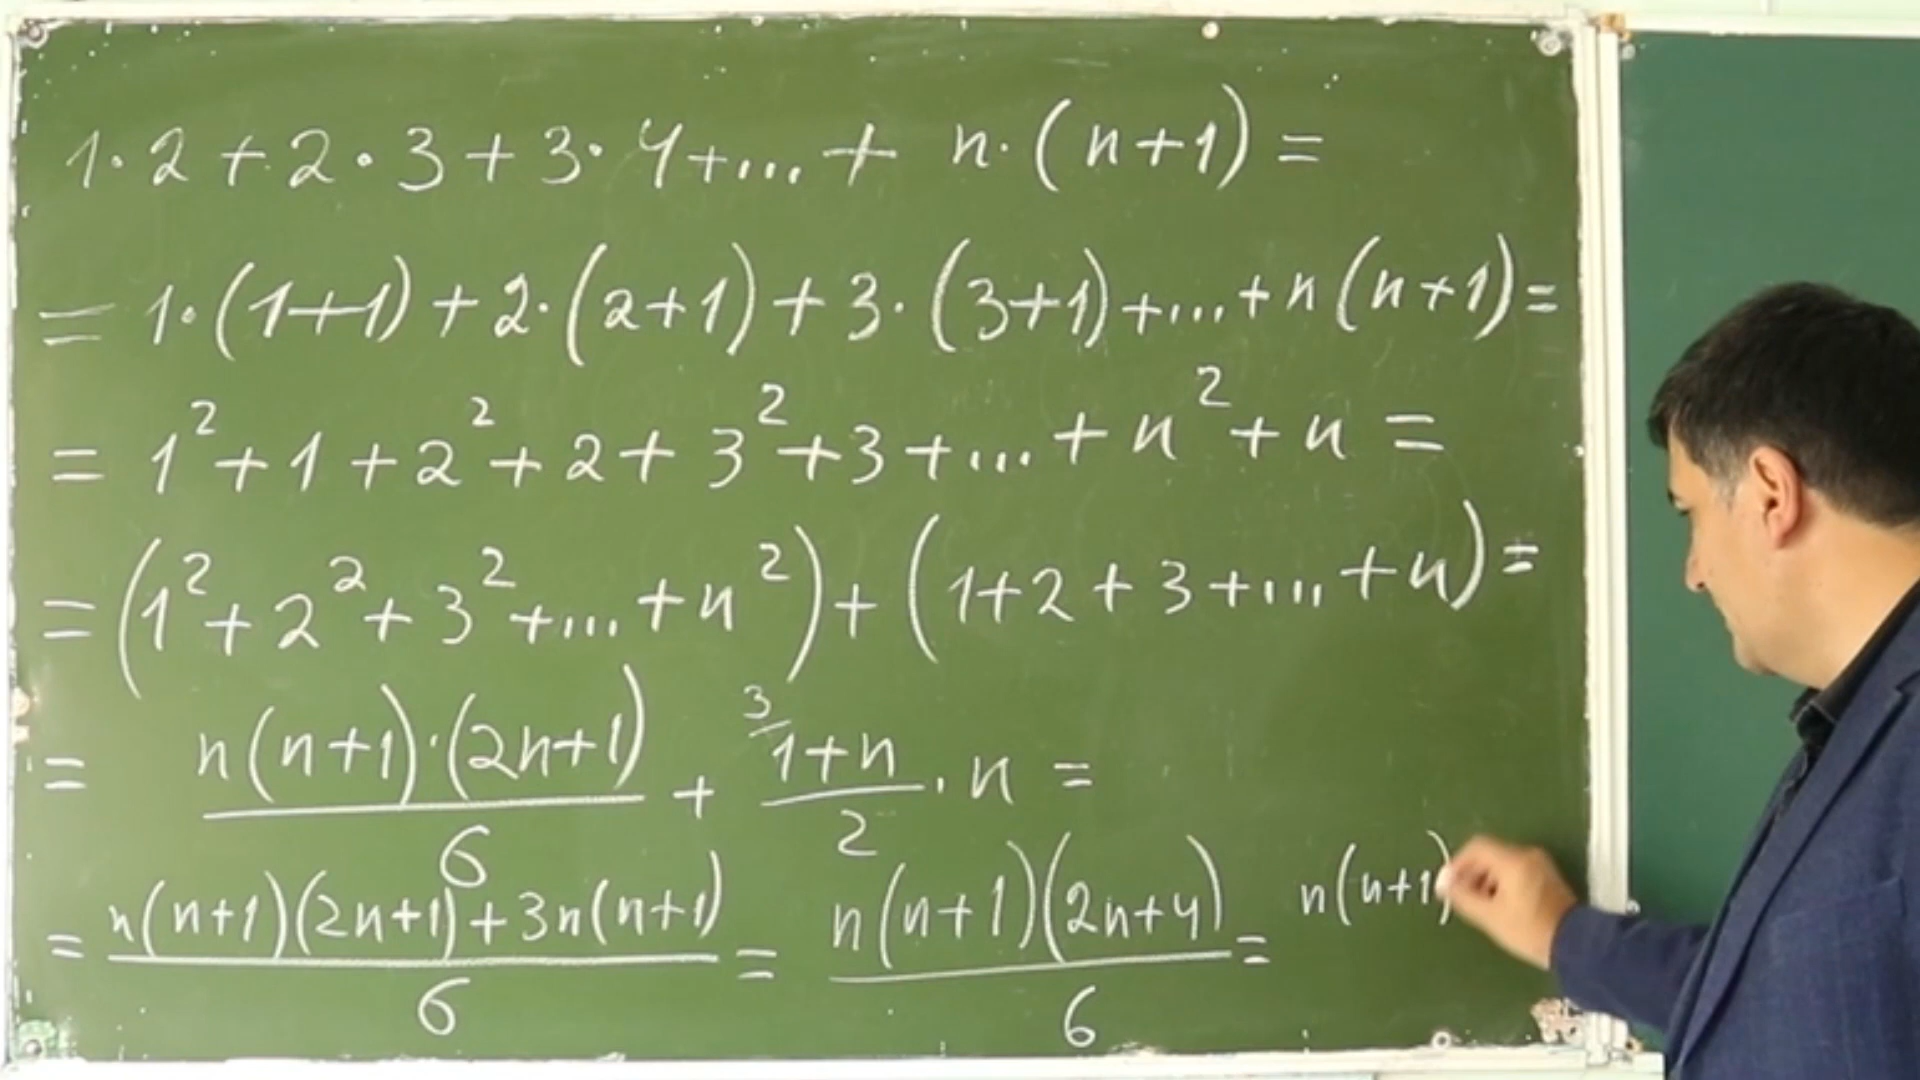 1·2+2·3+3·4+...+ n·(n+1)=
= 1·(1+1)+2·(2+1)+3·(3+1)+...+n(n+1)=
= 1²+1+2²+2+3²+3+...+n²+n=
=(1²+2²+3²+...+n²)+(1+2+3+...+n)=
= n(n+1)·(2n+1)/6 + ³/ 1+n/2 · n =
= n(n+1)(2n+1)+3n(n+1)/6 = n(n+1)(2n+4)/6 = n(n+1)